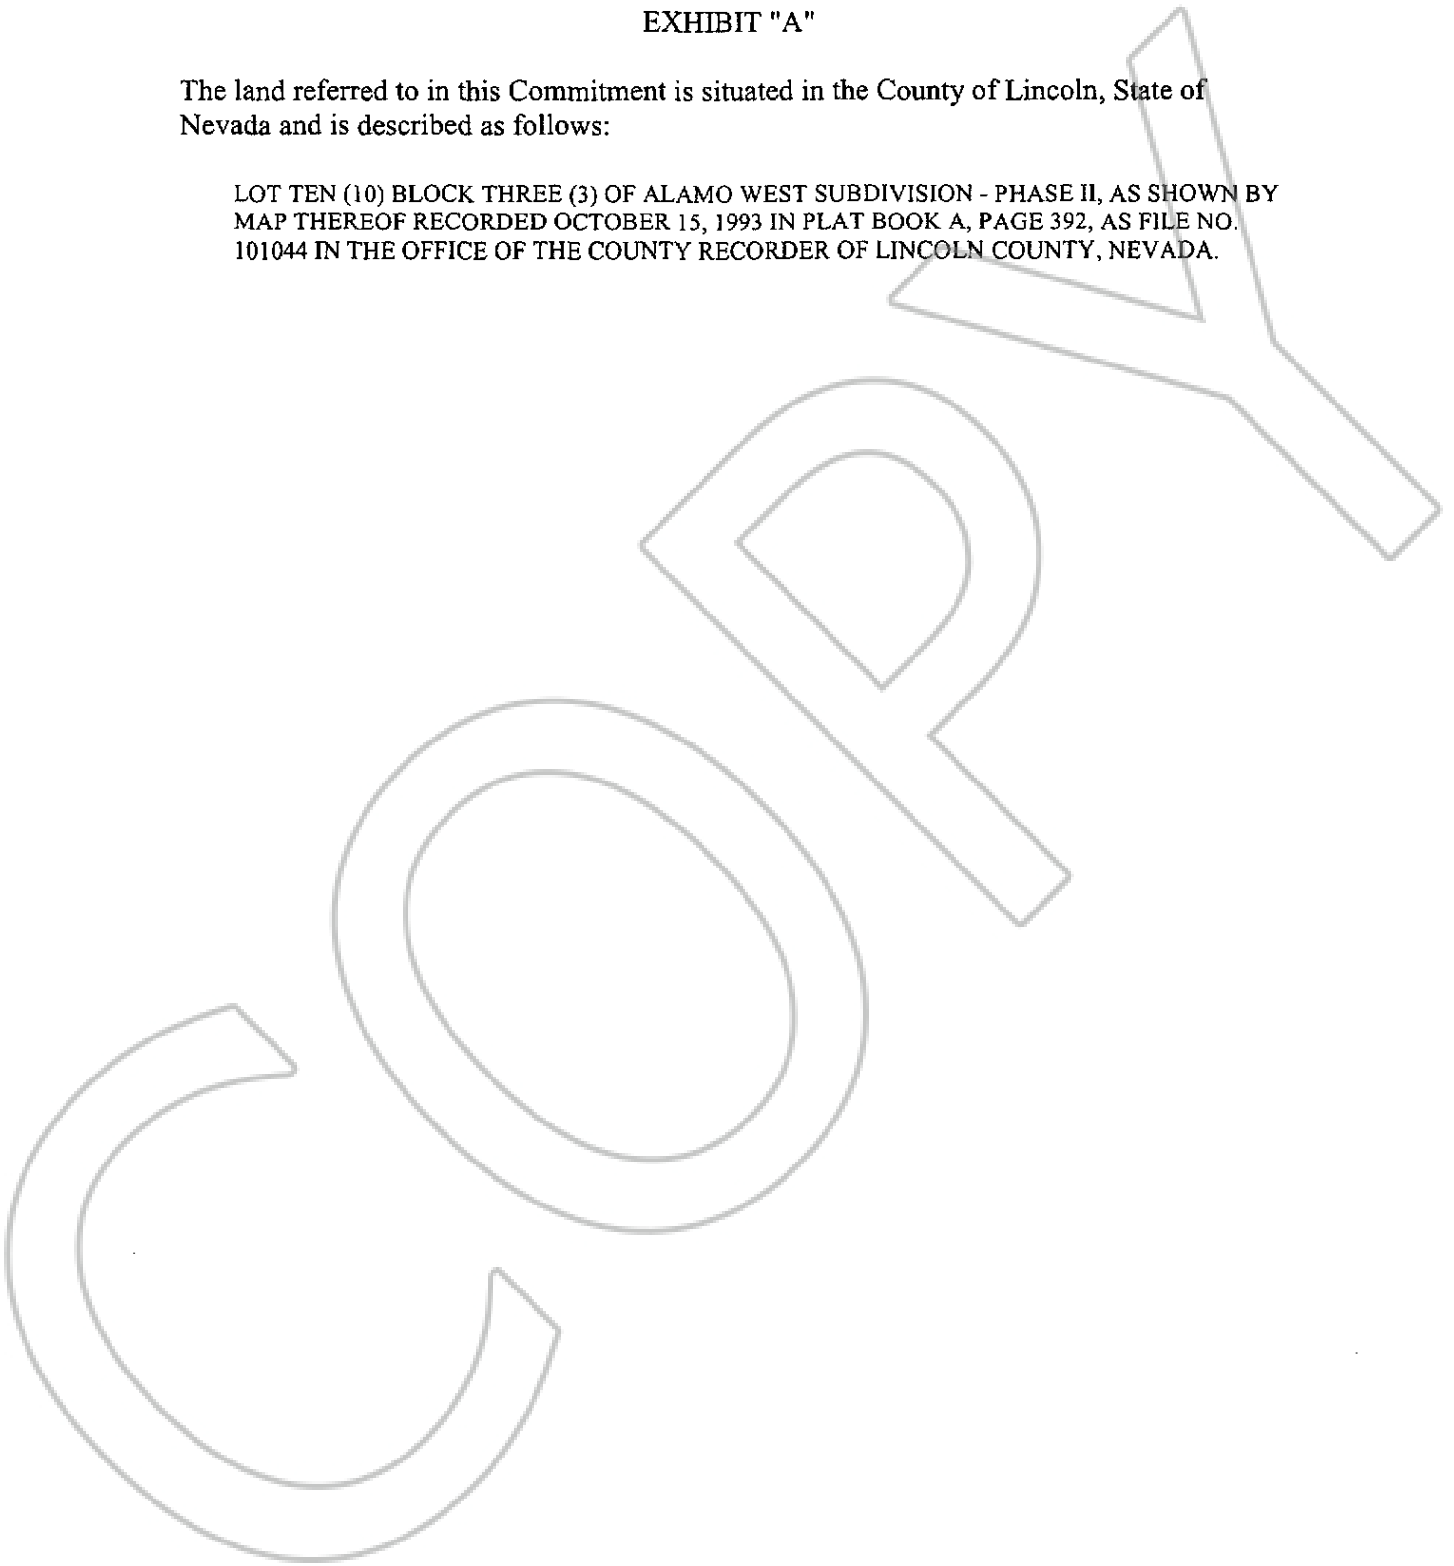 EXHIBIT "A"
The land referred to in this Commitment is situated in the County of Lincoln, State of
Nevada and is described as follows:
LOT TEN (10) BLOCK THREE (3) OF ALAMO WEST SUBDIVISION - PHASE II, AS SHOWN BY
MAP THEREOF RECORDED OCTOBER 15, 1993 IN PLAT BOOK A, PAGE 392, AS FILE NO.
101044 IN THE OFFICE OF THE COUNTY RECORDER OF LINCOLN COUNTY, NEVADA.
COPY